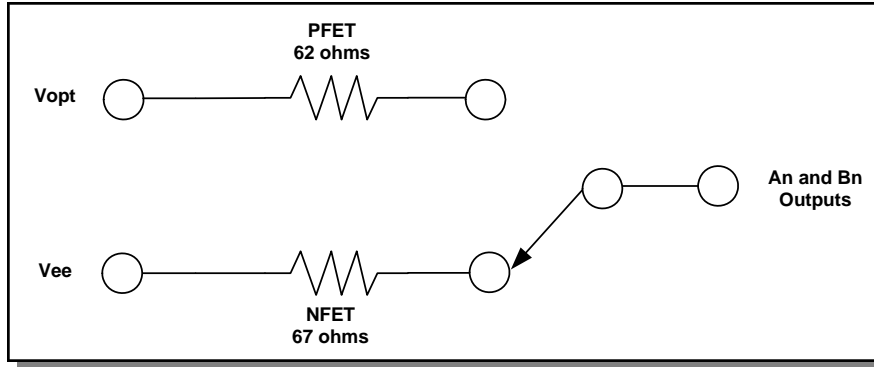 PFET
62 ohms
Vopt
An and Bn
Outputs
Vee
NFET
67 ohms